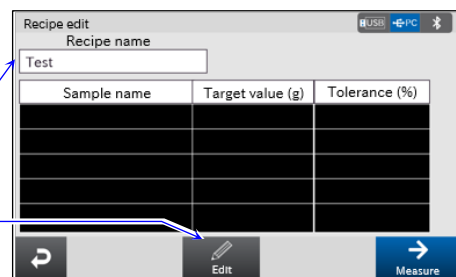 Recipe edit
USB PC
Recipe name
Test
Sample name Target value (g) Tolerance (%)
Edit Measure